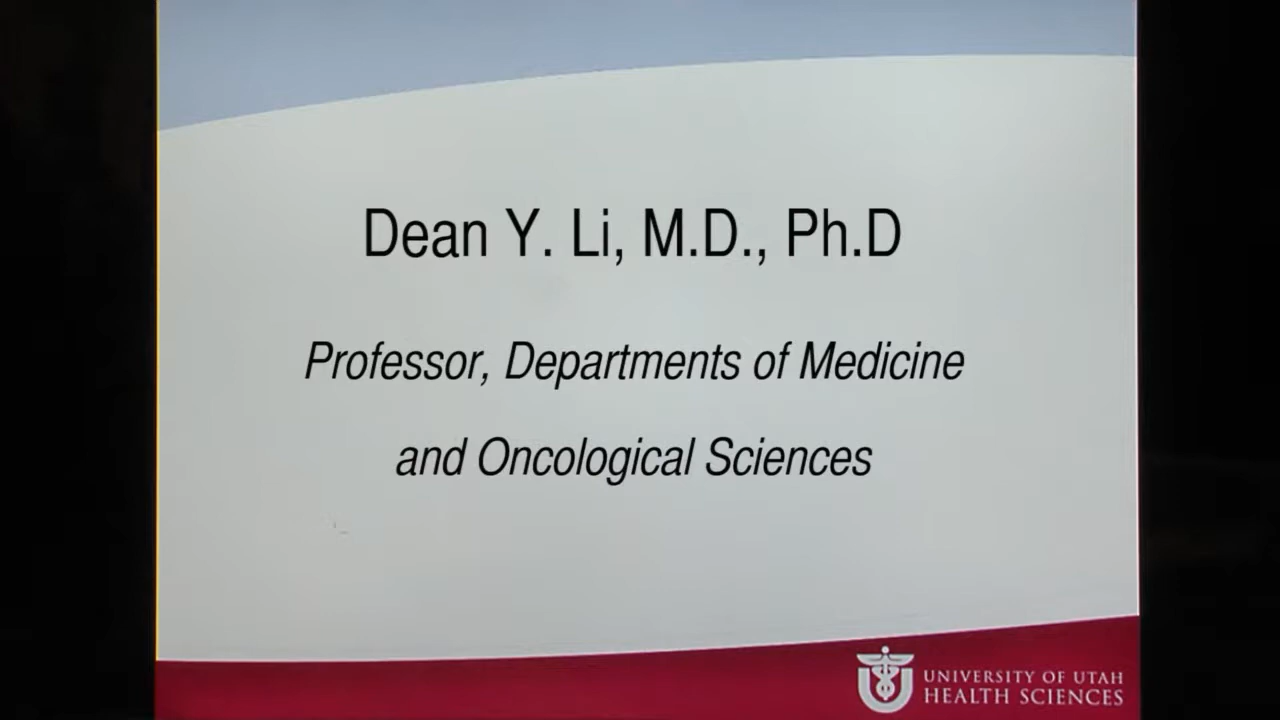 Dean Y. Li, M.D., Ph.D
Professor, Departments of Medicine
and Oncological Sciences
UNIVERSITY OF UTAH
HEALTH SCIENCES